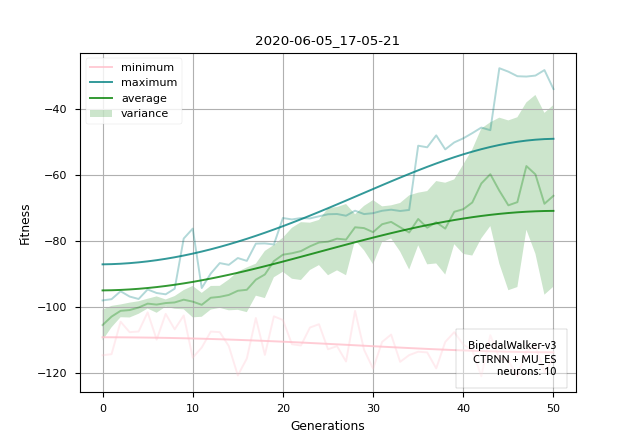 2020-06-05_17-05-21
minimum
maximum
average
variance
Fitness
−40
−60
−80
−100
−120
BipedalWalker-v3
CTRNN + MU_ES
neurons: 10
0
10
20
30
40
50
Generations